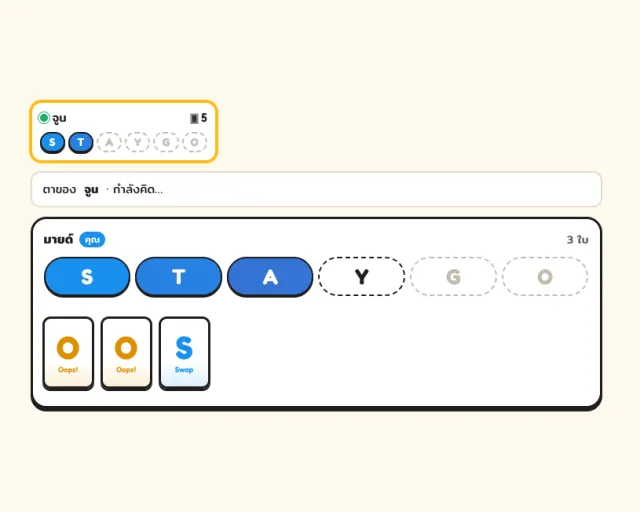 จูน 5
S T A Y G O
ตาของ จูน · กำลังคิด...
มายด์ คุณ 3 ใบ
S T A Y G O
O O S
Oops! Oops! Swap